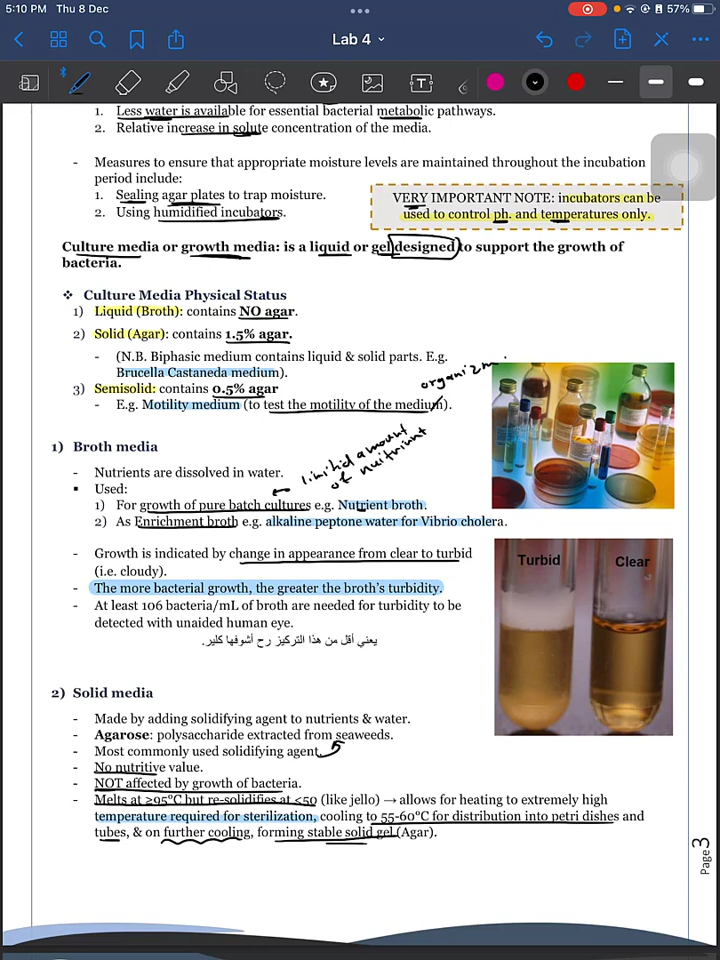 5:10 PM Thu 8 Dec
57%
Lab 4
1. Less water is available for essential bacterial metabolic pathways.
2. Relative increase in solute concentration of the media.
- Measures to ensure that appropriate moisture levels are maintained throughout the incubation
period include:
1. Sealing agar plates to trap moisture.
2. Using humidified incubators.
VERY IMPORTANT NOTE: incubators can be
used to control ph. and temperatures only.
Culture media or growth media: is a liquid or gel designed to support the growth of
bacteria.
❖ Culture Media Physical Status
1) Liquid (Broth): contains NO agar.
2) Solid (Agar): contains 1.5% agar.
- (N.B. Biphasic medium contains liquid & solid parts. E.g.
Brucella Castaneda medium).
organizm
3) Semisolid: contains 0.5% agar
- E.g. Motility medium (to test the motility of the medium).
1) Broth media
limitid amount
of nuitriunt
- Nutrients are dissolved in water.
▪ Used:
1) For growth of pure batch cultures e.g. Nutrient broth.
2) As Enrichment broth e.g. alkaline peptone water for Vibrio cholera.
- Growth is indicated by change in appearance from clear to turbid
(i.e. cloudy).
- The more bacterial growth, the greater the broth's turbidity.
- At least 106 bacteria/mL of broth are needed for turbidity to be
detected with unaided human eye.
يعني أقل من هذا التركيز رح أشوفها كلير.
Turbid Clear
2) Solid media
- Made by adding solidifying agent to nutrients & water.
- Agarose: polysaccharide extracted from seaweeds.
- Most commonly used solidifying agent.
- No nutritive value.
- NOT affected by growth of bacteria.
- Melts at ≥95°C but re-solidifies at <50 (like jello) → allows for heating to extremely high
temperature required for sterilization, cooling to 55-60°C for distribution into petri dishes and
tubes, & on further cooling, forming stable solid gel (Agar).
Page 3